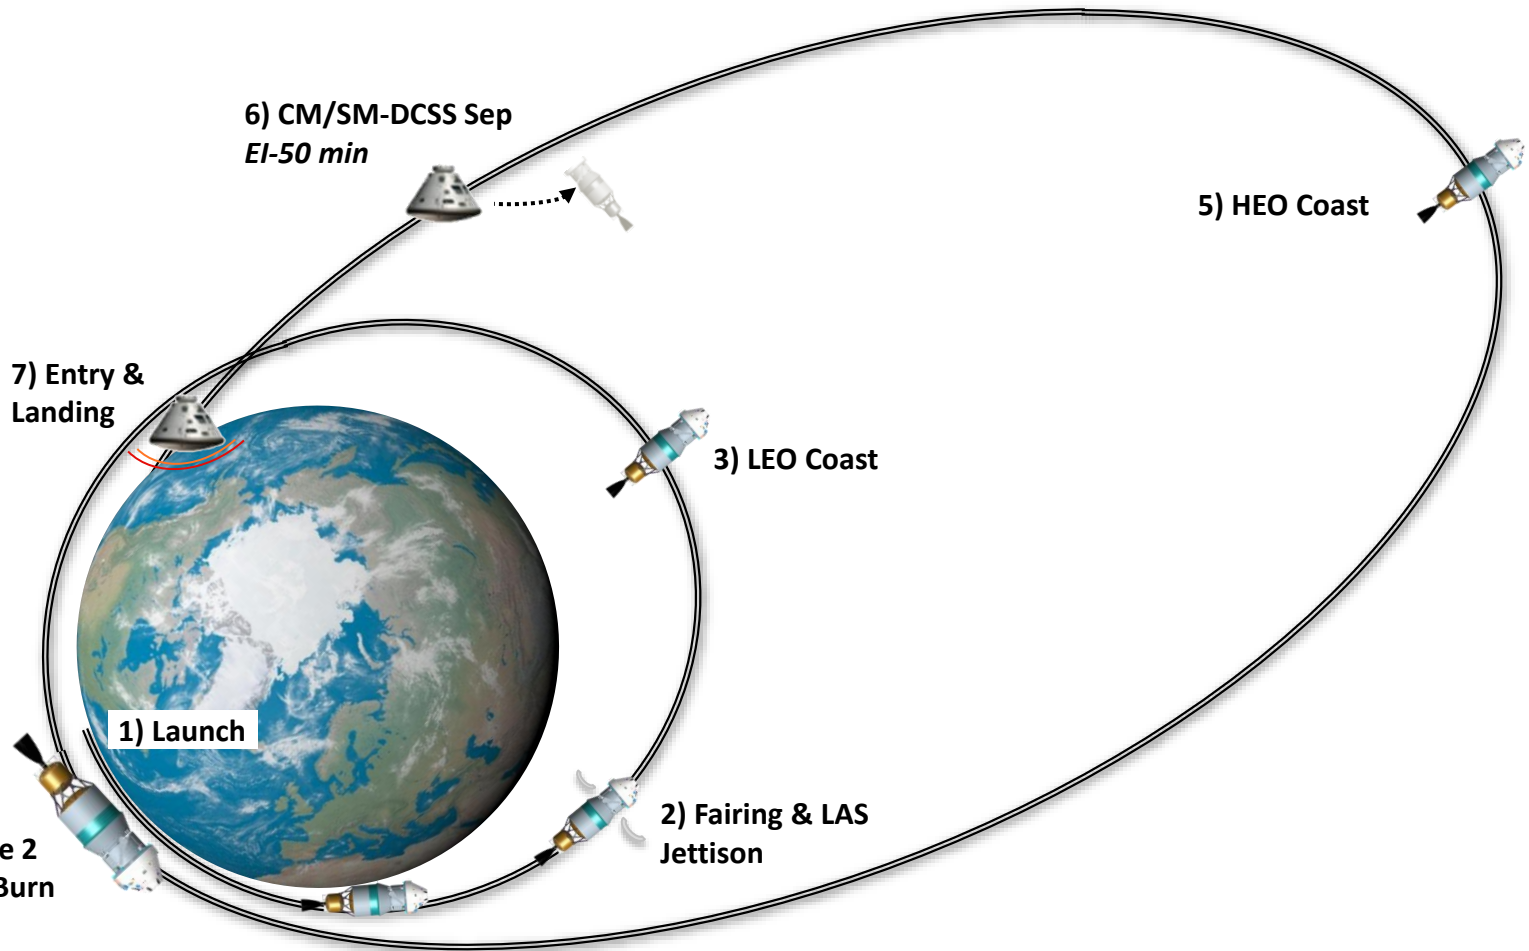 6) CM/SM-DCSS Sep
EI-50 min
5) HEO Coast
7) Entry &
Landing
3) LEO Coast
1) Launch
2) Fairing & LAS
Jettison
e 2
Burn